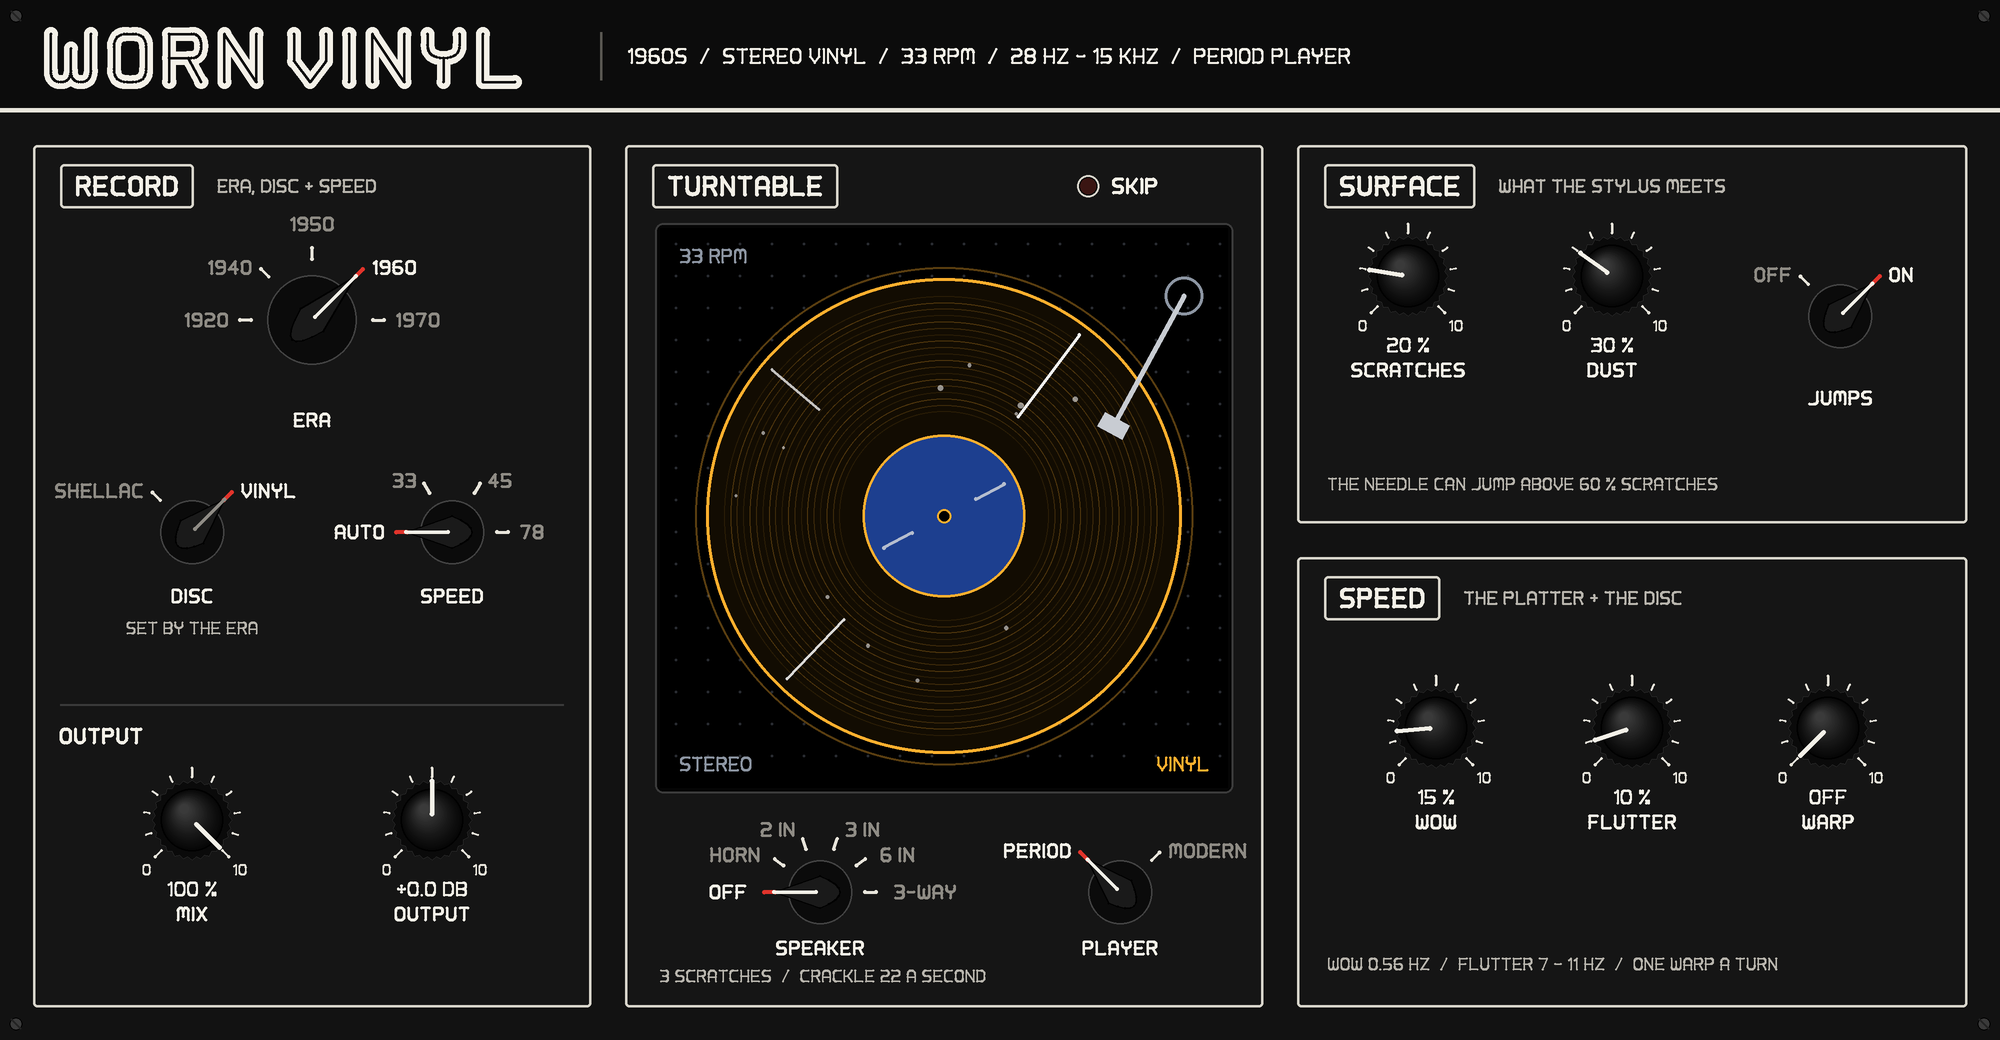 WORN VINYL
1960S / STEREO VINYL / 33 RPM / 28 HZ - 15 KHZ / PERIOD PLAYER
RECORD
ERA, DISC + SPEED
1950
1940
1960
1920
1970
ERA
SHELLAC
VINYL
33
45
AUTO
78
DISC
SPEED
SET BY THE ERA
OUTPUT
0
10
0
10
100 %
+0.0 DB
MIX
OUTPUT
TURNTABLE
SKIP
33 RPM
STEREO
VINYL
2 IN
3 IN
HORN
6 IN
OFF
3-WAY
SPEAKER
PERIOD
MODERN
PLAYER
3 SCRATCHES / CRACKLE 22 A SECOND
SURFACE
WHAT THE STYLUS MEETS
0
10
0
10
20 %
30 %
SCRATCHES
DUST
OFF
ON
JUMPS
THE NEEDLE CAN JUMP ABOVE 60 % SCRATCHES
SPEED
THE PLATTER + THE DISC
0
10
0
10
0
10
15 %
10 %
OFF
WOW
FLUTTER
WARP
WOW 0.56 HZ / FLUTTER 7 - 11 HZ / ONE WARP A TURN